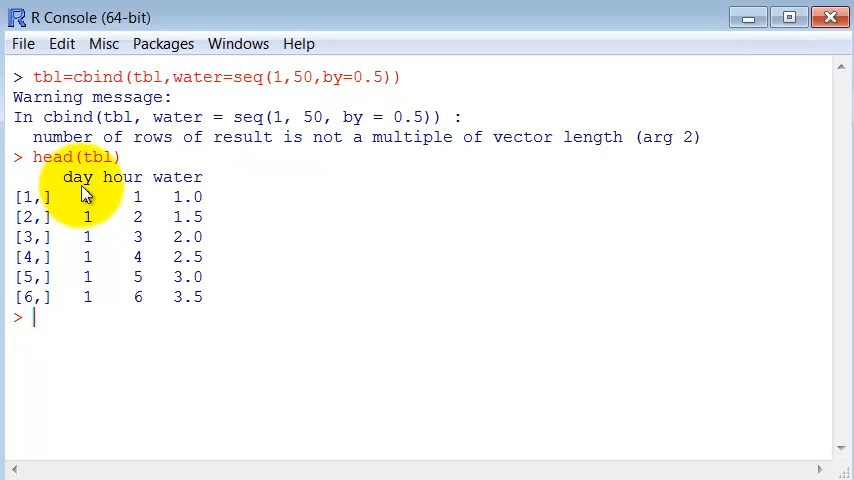 R Console (64-bit)
File Edit Misc Packages Windows Help
> tbl=cbind(tbl,water=seq(1,50,by=0.5))
Warning message:
In cbind(tbl, water = seq(1, 50, by = 0.5)) :
  number of rows of result is not a multiple of vector length (arg 2)
> head(tbl)
     day hour water
[1,]        1   1.0
[2,]   1    2   1.5
[3,]   1    3   2.0
[4,]   1    4   2.5
[5,]   1    5   3.0
[6,]   1    6   3.5
>